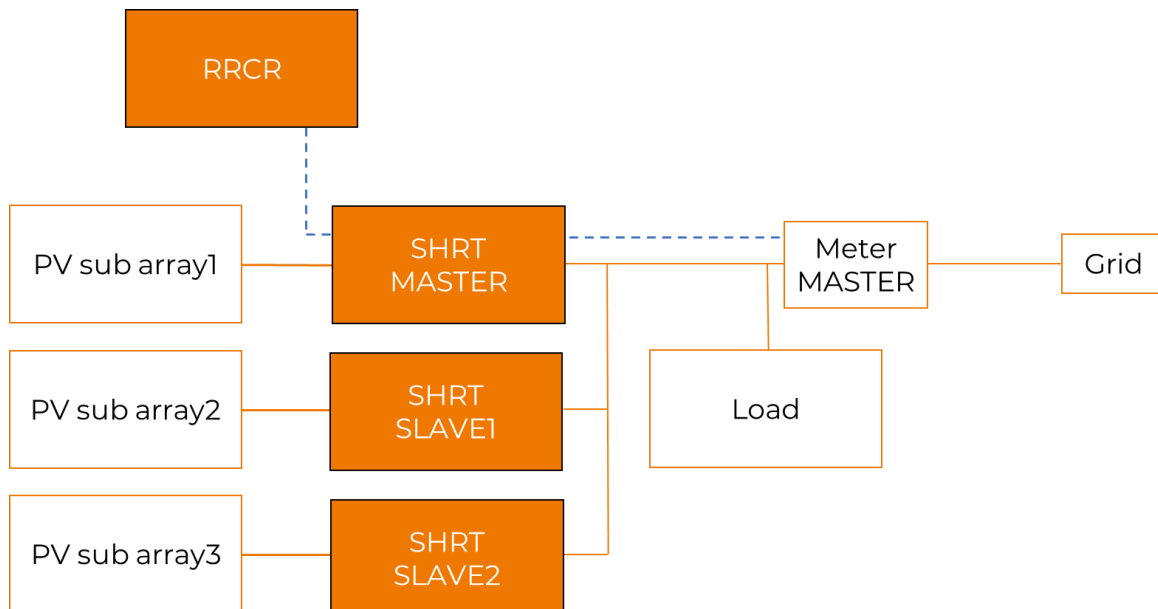 RRCR
PV sub array1
SHRT
MASTER
Meter
MASTER
Grid
PV sub array2
SHRT
SLAVE1
Load
PV sub array3
SHRT
SLAVE2